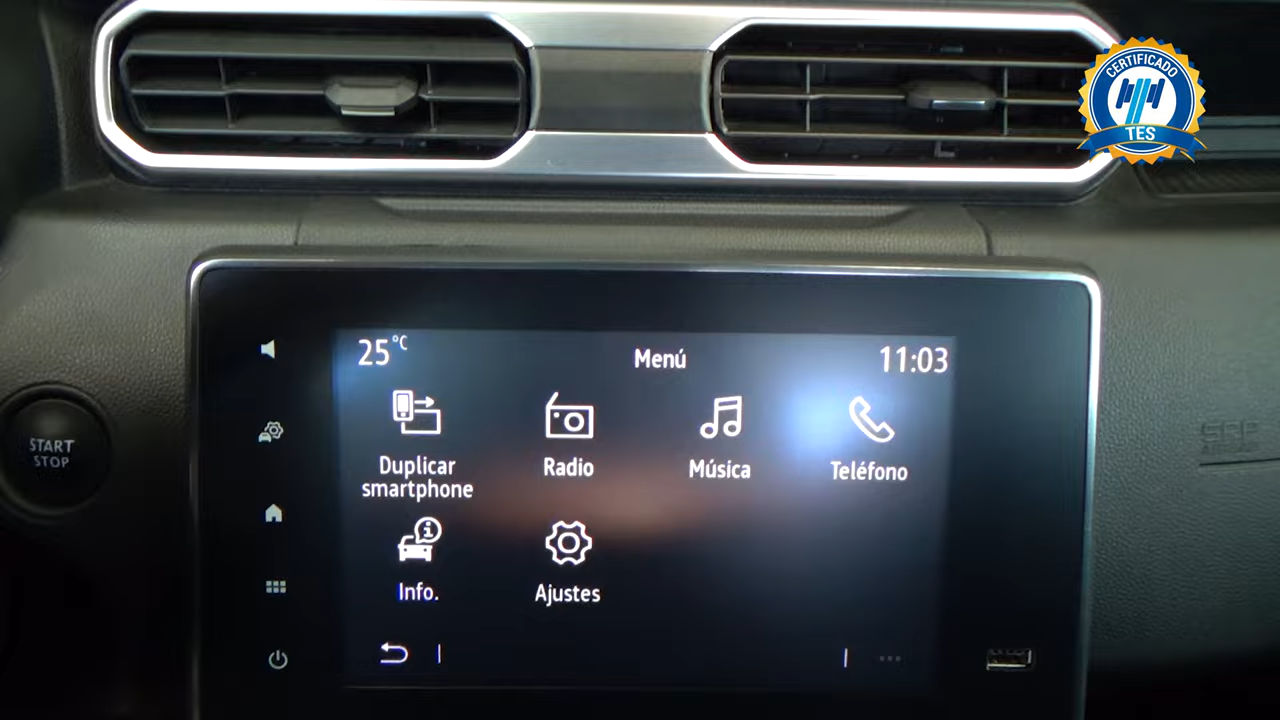 CERTIFICADO
TES
25°C
Menú
11:03
Duplicar
smartphone
Radio
Música
Teléfono
START
STOP
Info.
Ajustes